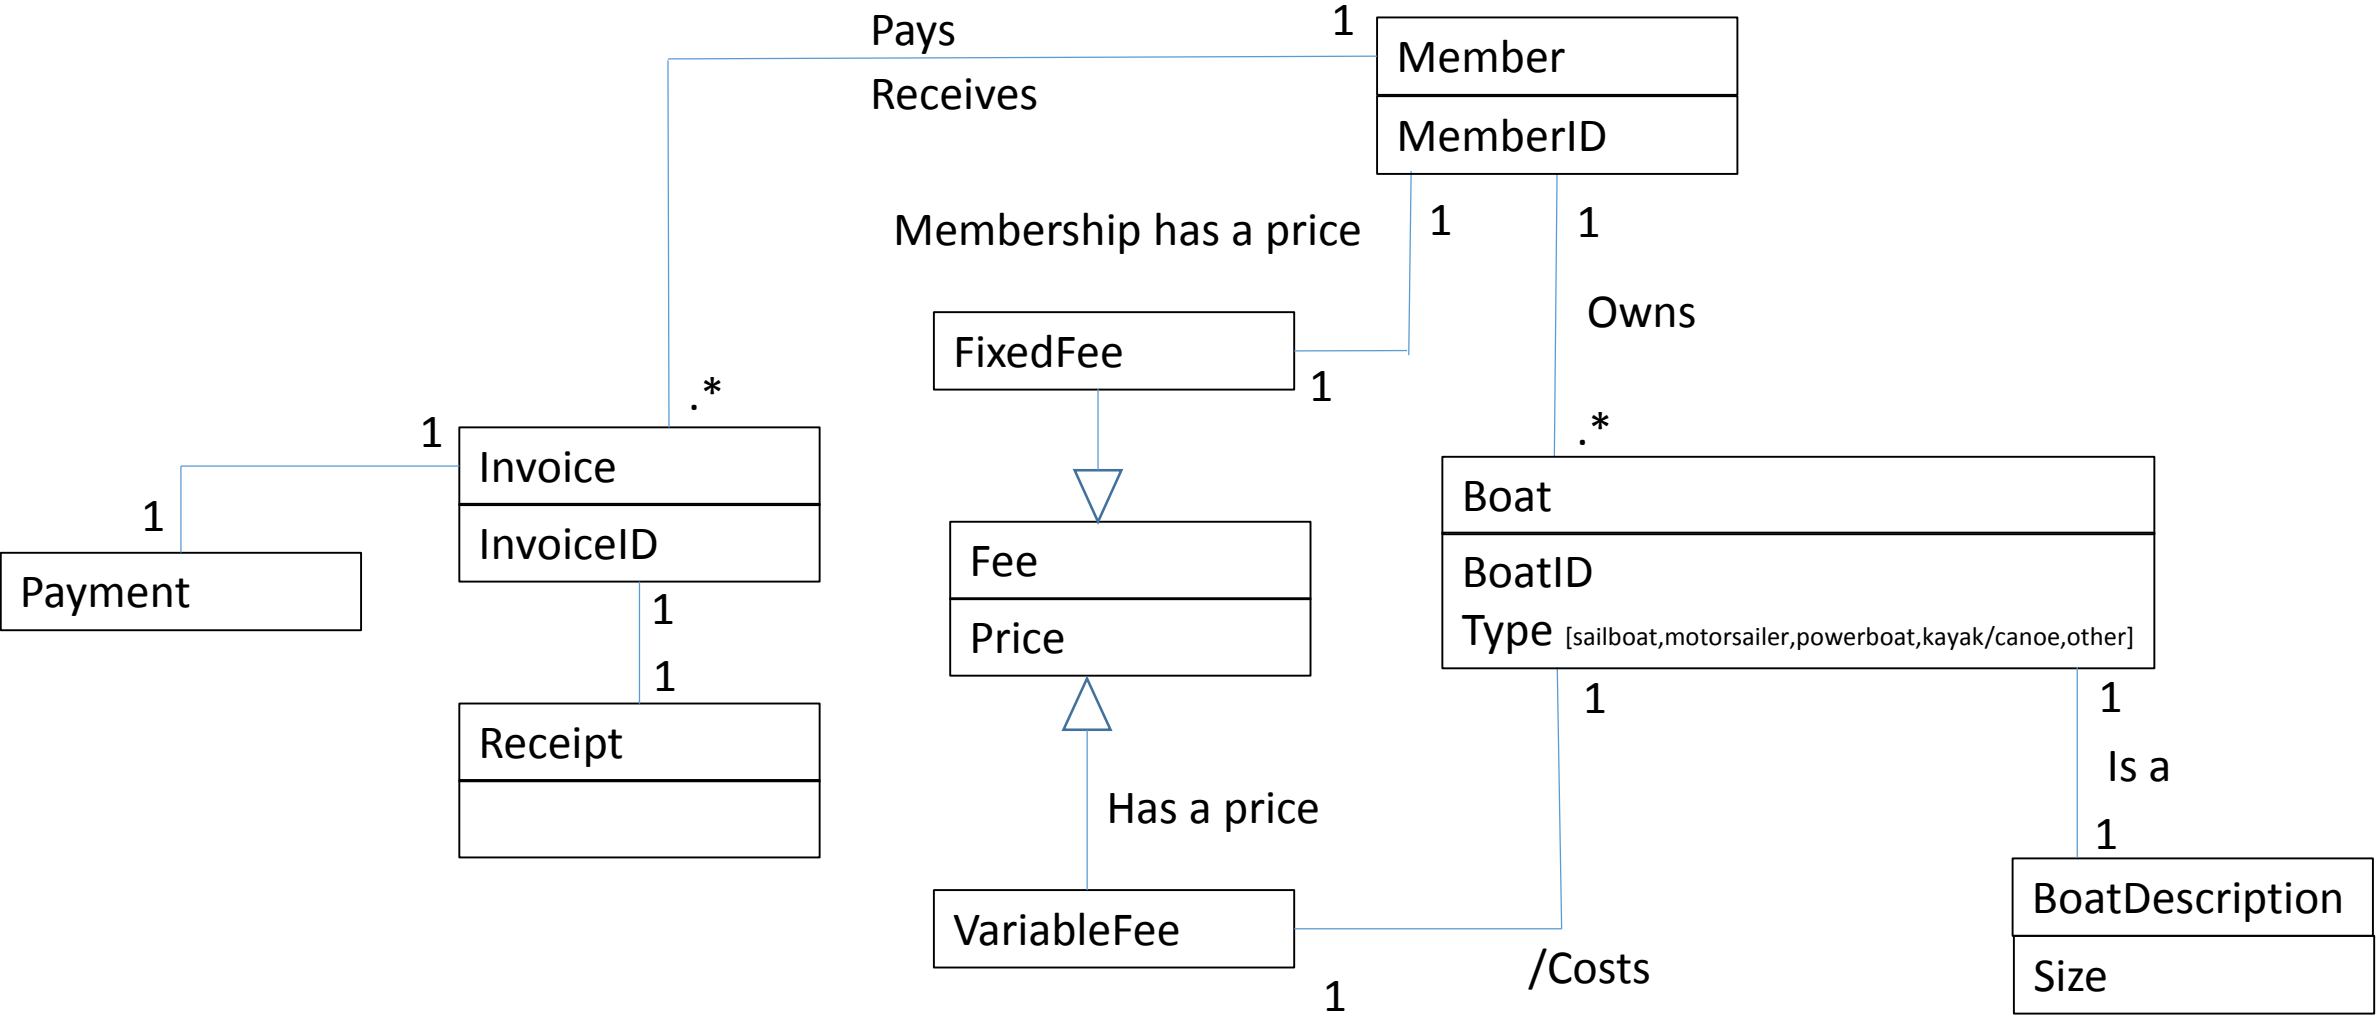 Pays
1
Member
Receives
MemberID
Membership has a price
1
1
Owns
FixedFee
1
.*
.*
1
Invoice
Boat
1
InvoiceID
Fee
BoatID
Payment
1
Price
Type [sailboat,motorsailer,powerboat,kayak/canoe,other]
1
1
1
Receipt
Is a
Has a price
1
BoatDescription
VariableFee
/Costs
Size
1